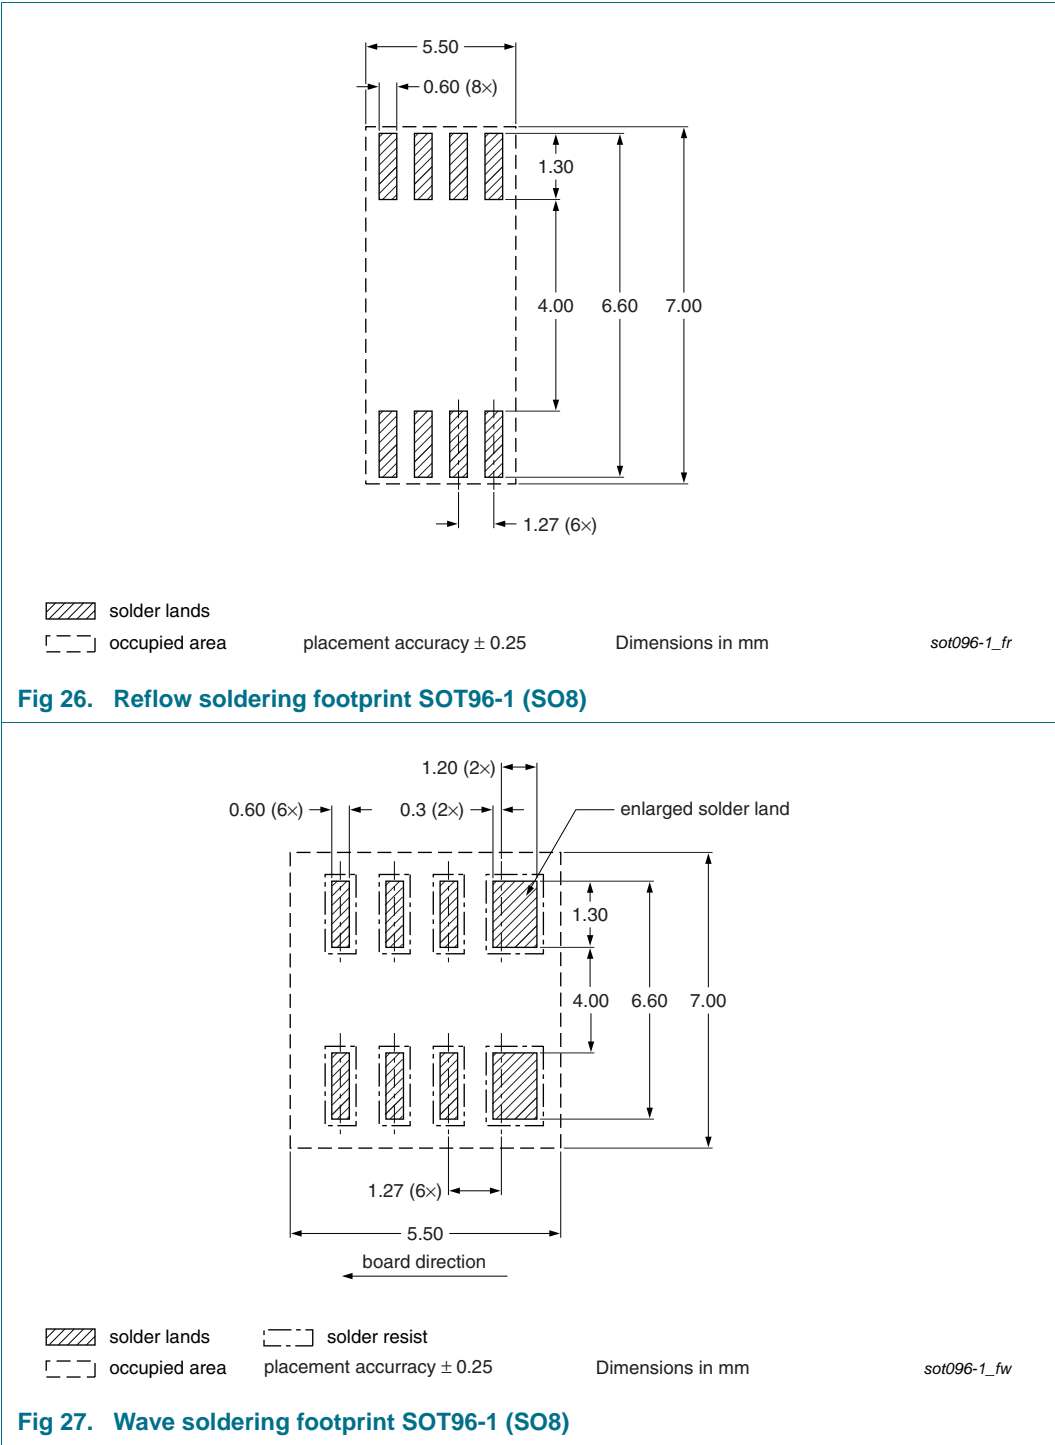 5.50
0.60 (8×)
1.30
4.00
6.60
7.00
1.27 (6×)
solder lands
occupied area
placement accuracy ± 0.25
Dimensions in mm
sot096-1_fr
Fig 26. Reflow soldering footprint SOT96-1 (SO8)
1.20 (2×)
0.60 (6×)
0.3 (2×)
enlarged solder land
1.30
4.00
6.60
7.00
1.27 (6×)
5.50
board direction
solder lands
solder resist
occupied area
placement accurracy ± 0.25
Dimensions in mm
sot096-1_fw
Fig 27. Wave soldering footprint SOT96-1 (SO8)